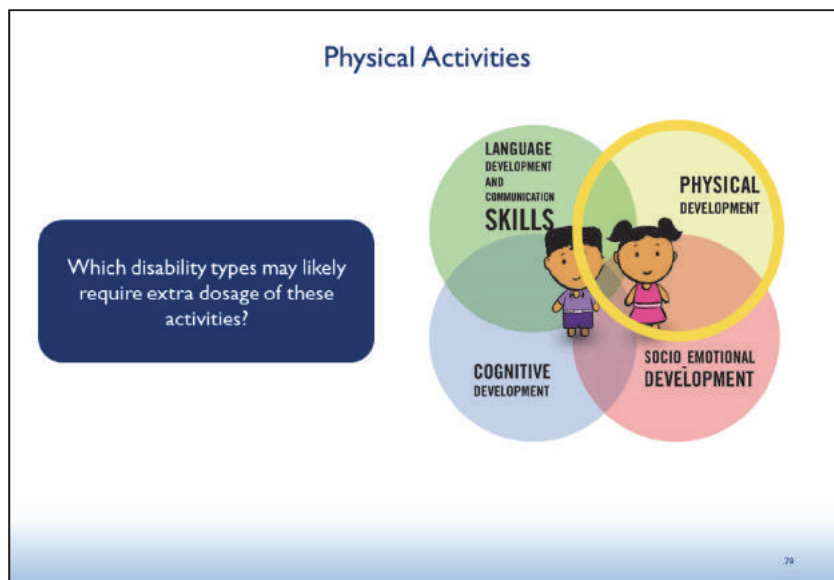 Physical Activities
Which disability types may likely
require extra dosage of these
activities?
LANGUAGE
DEVELOPMENT
AND
COMMUNICATION
SKILLS
PHYSICAL
DEVELOPMENT
COGNITIVE
DEVELOPMENT
SOCIO_EMOTIONAL
DEVELOPMENT
79